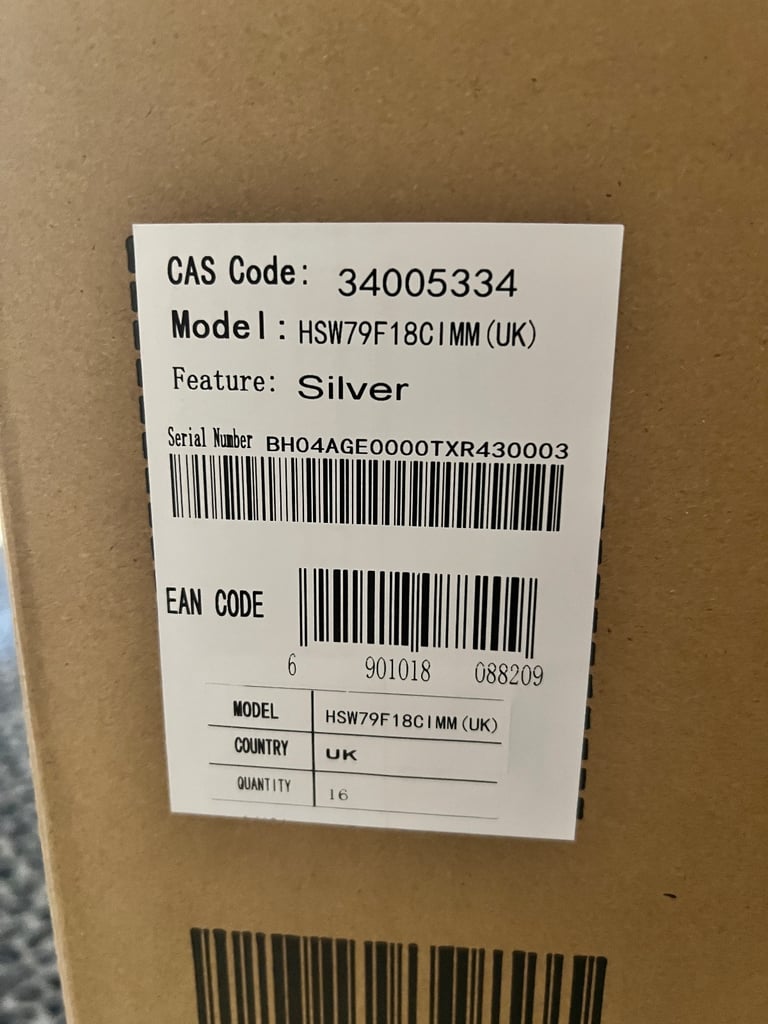 CAS Code: 34005334
Model: HSW79F18CIMM(UK)
Feature: Silver
Serial Number BH04AGE0000TXR430003
EAN CODE
6 901018 088209
MODEL HSW79F18CIMM(UK)
COUNTRY UK
QUANTITY 16